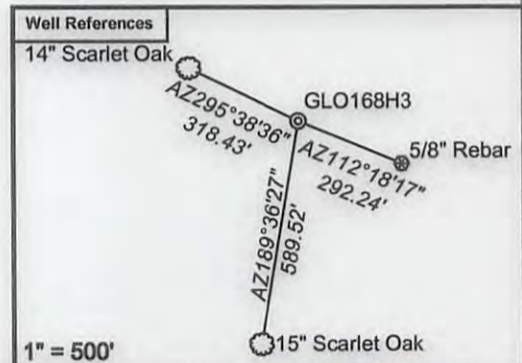 Well References
14" Scarlet Oak
GLO168H3
AZ295°38'36"
318.43'
5/8" Rebar
AZ112°18'17"
292.24'
AZ189°36'27"
589.52'
15" Scarlet Oak
1" = 500'